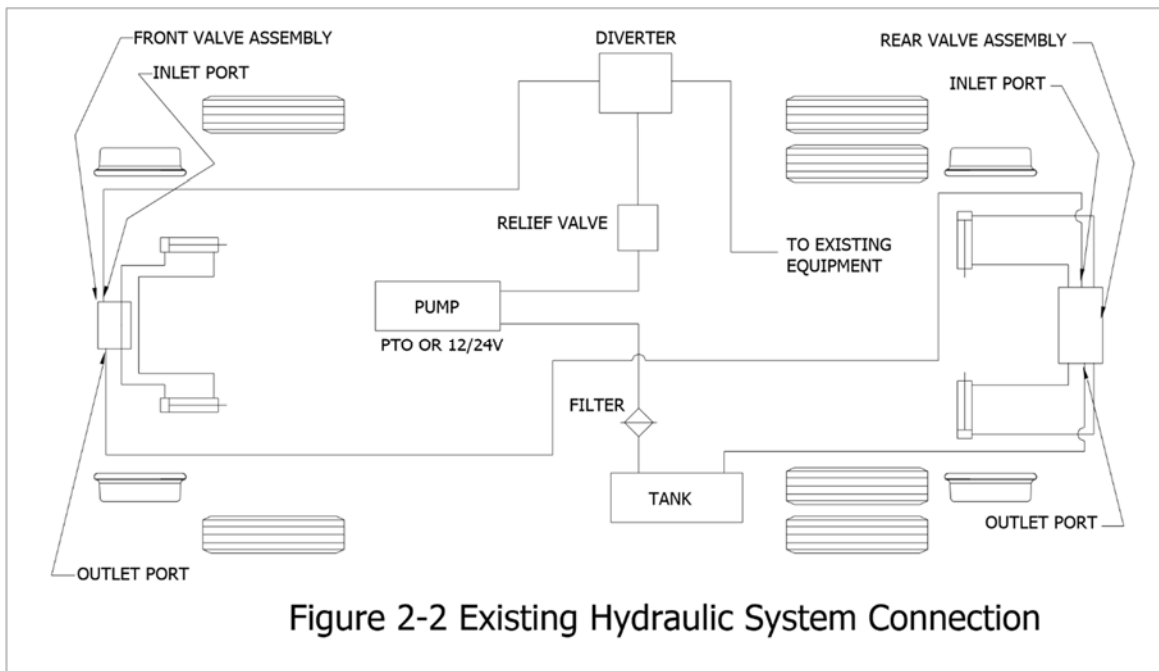 FRONT VALVE ASSEMBLY
INLET PORT
DIVERTER
REAR VALVE ASSEMBLY
INLET PORT
RELIEF VALVE
TO EXISTING
EQUIPMENT
PUMP
PTO OR 12/24V
FILTER
TANK
OUTLET PORT
OUTLET PORT
Figure 2-2 Existing Hydraulic System Connection